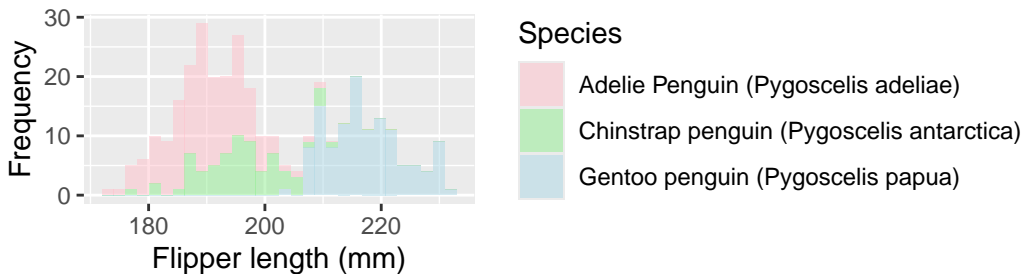 30
20
10
0
Frequency
180 200 220
Flipper length (mm)
Species
Adelie Penguin (Pygoscelis adeliae)
Chinstrap penguin (Pygoscelis antarctica)
Gentoo penguin (Pygoscelis papua)